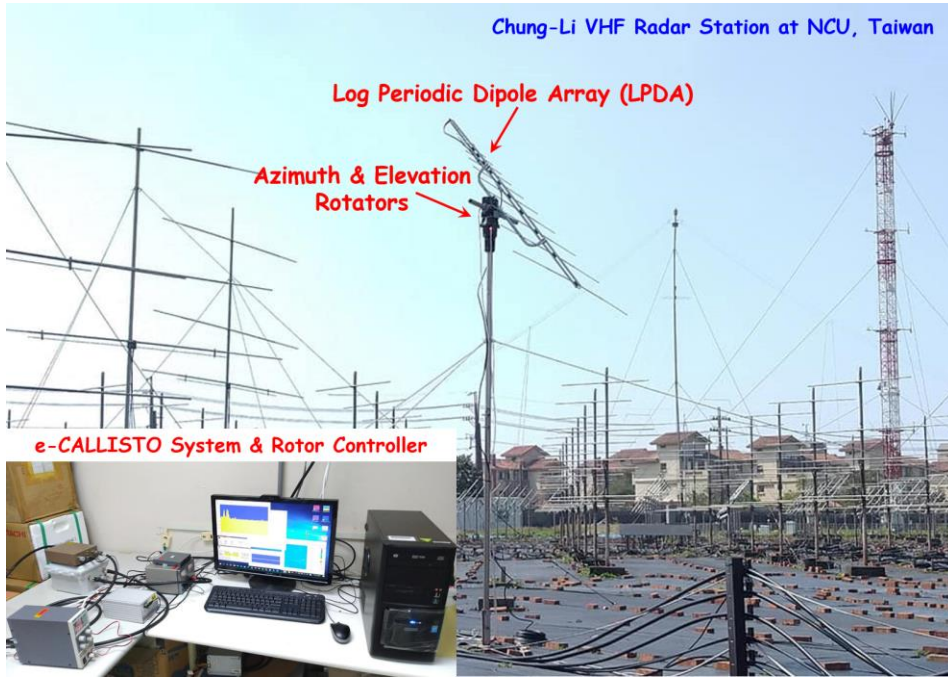 Chung-Li VHF Radar Station at NCU, Taiwan
Log Periodic Dipole Array (LPDA)
Azimuth & Elevation
Rotators
e-CALLISTO System & Rotor Controller